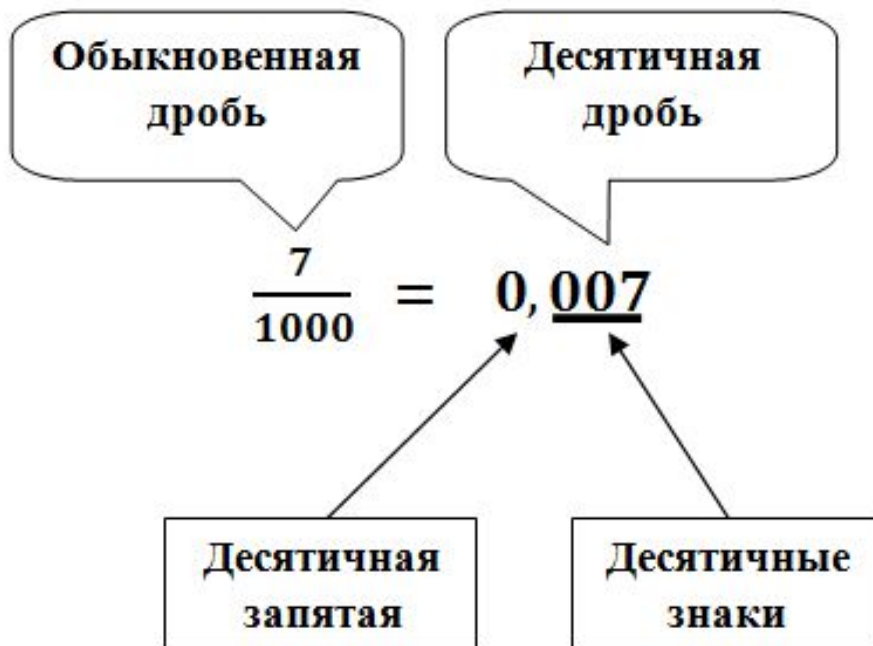 Обыкновенная
дробь
Десятичная
дробь
7
1000
= 0,007
Десятичная
запятая
Десятичные
знаки